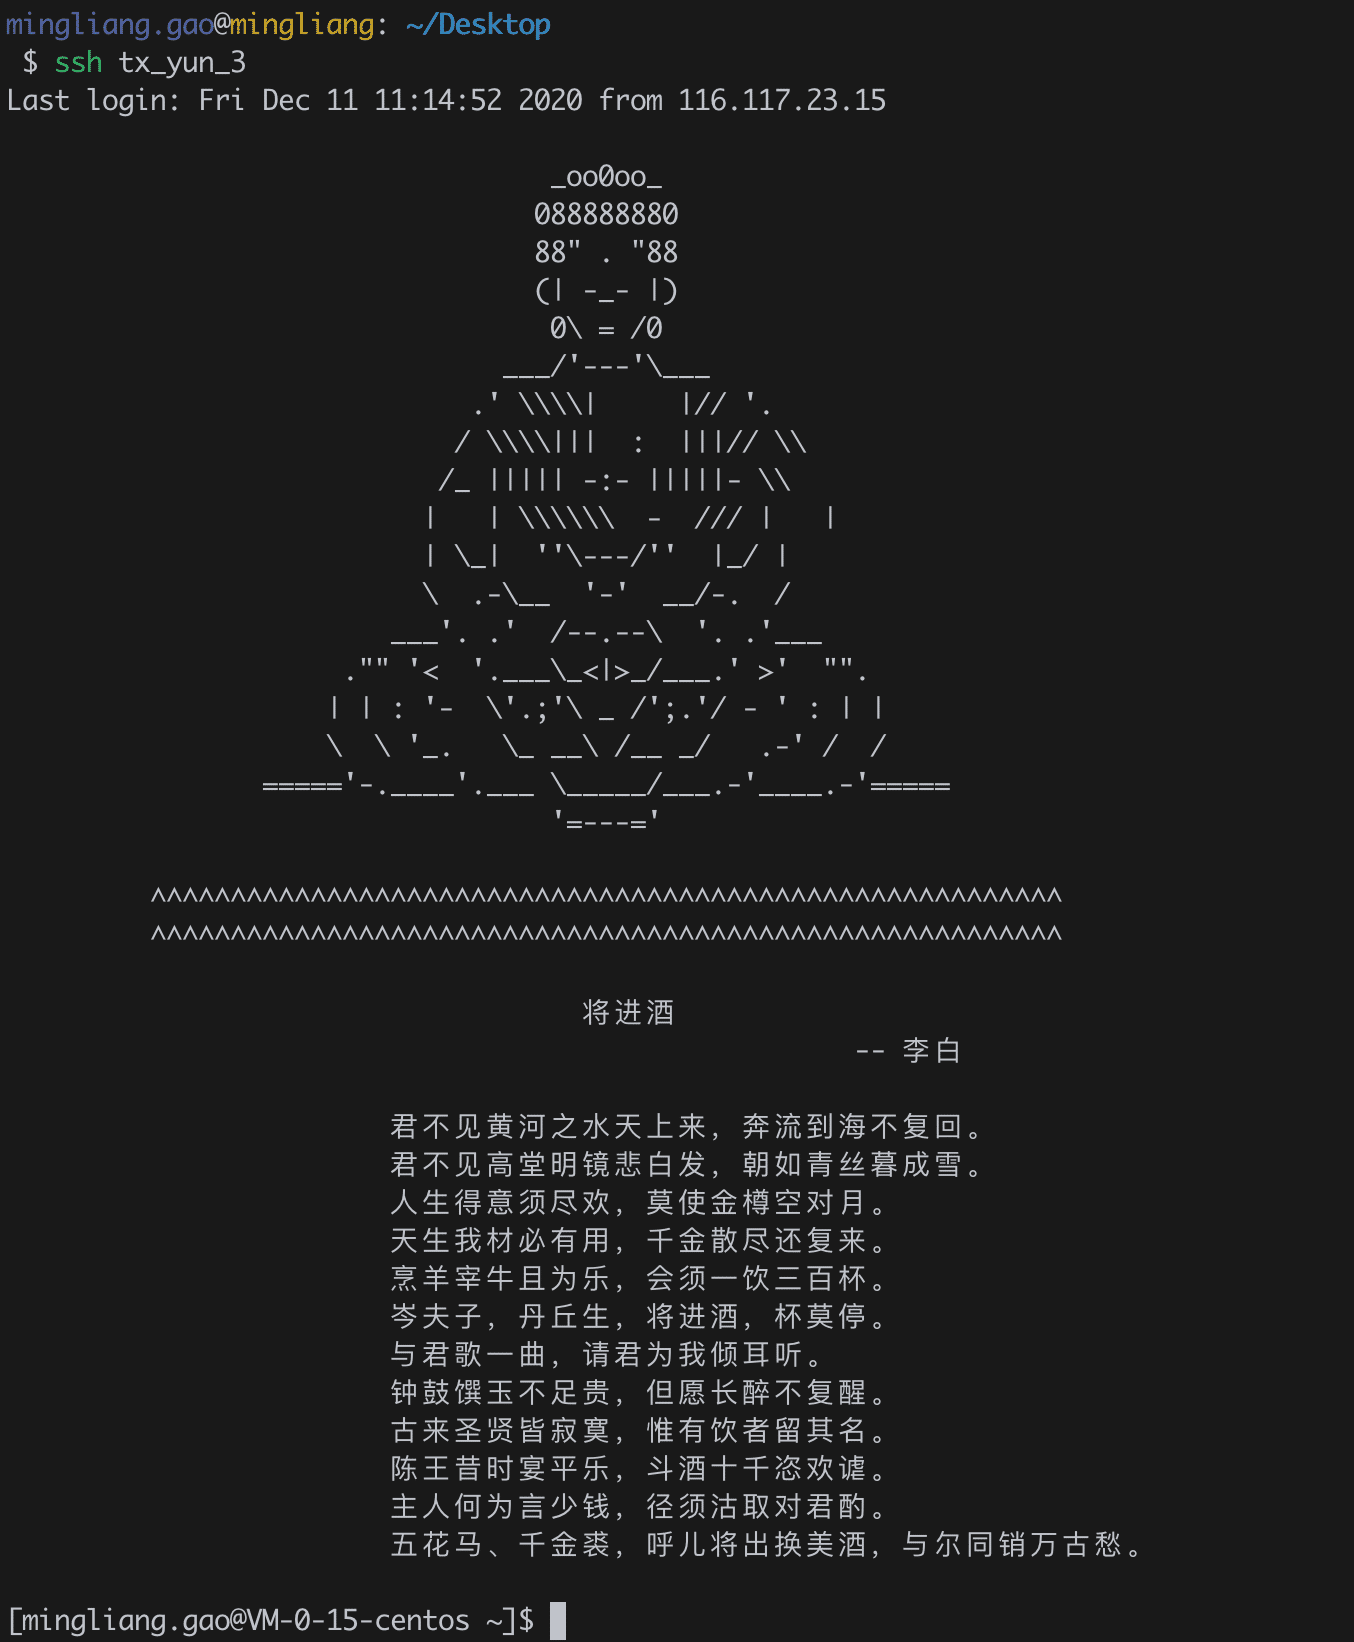 mingliang.gao@mingliang: ~/Desktop
$ ssh tx_yun_3
Last login: Fri Dec 11 11:14:52 2020 from 116.117.23.15
_oo0oo_
088888880
88" . "88
(| -_- |)
0\ = /0
___/'---'\___
.' \\\\|     |// '.
/ \\\\|||  :  |||// \\
/_ ||||| -:- |||||- \\
|   | \\\\\\  -  /// |   |
| \_|  ''\---/''  |_/ |
\  .-\__  '-'  __/-.  /
___'. .'  /--.--\  '. .'___
."" '<  '.___\_<|>_/___.' >'  "".
| | : '-  \'.;'\ _ /';.'/ - ' : | |
\  \ '_.   \_ __\ /__ _/   .-' /  /
====='-.____'.___ \_____/___.-'____.-'=====
'=---='
^^^^^^^^^^^^^^^^^^^^^^^^^^^^^^^^^^^^^^^^^^^^^^^^^^^^^^^^^
^^^^^^^^^^^^^^^^^^^^^^^^^^^^^^^^^^^^^^^^^^^^^^^^^^^^^^^^^
将进酒
-- 李白
君不见黄河之水天上来，奔流到海不复回。
君不见高堂明镜悲白发，朝如青丝暮成雪。
人生得意须尽欢，莫使金樽空对月。
天生我材必有用，千金散尽还复来。
烹羊宰牛且为乐，会须一饮三百杯。
岑夫子，丹丘生，将进酒，杯莫停。
与君歌一曲，请君为我倾耳听。
钟鼓馔玉不足贵，但愿长醉不复醒。
古来圣贤皆寂寞，惟有饮者留其名。
陈王昔时宴平乐，斗酒十千恣欢谑。
主人何为言少钱，径须沽取对君酌。
五花马、千金裘，呼儿将出换美酒，与尔同销万古愁。
[mingliang.gao@VM-0-15-centos ~]$